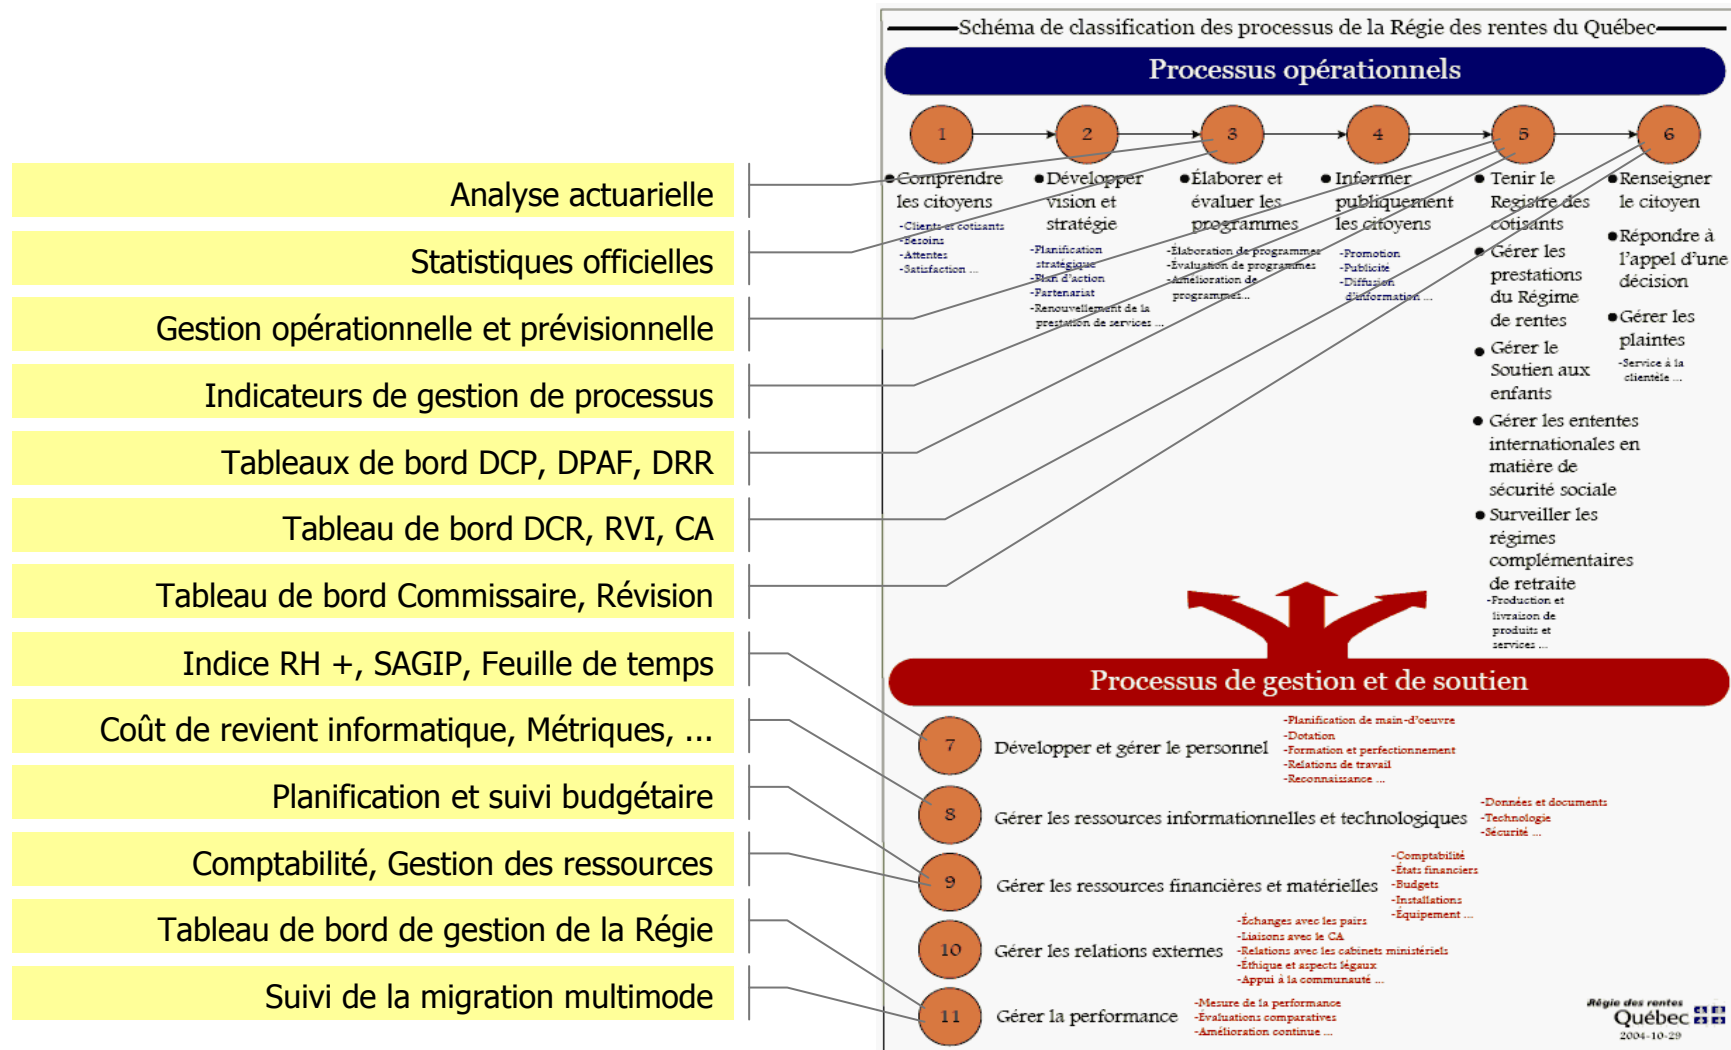 Schéma de classification des processus de la Régie des rentes du Québec
Processus opérationnels
1
2
3
4
5
6
Analyse actuarielle
Statistiques officielles
Gestion opérationnelle et prévisionnelle
Indicateurs de gestion de processus
Tableaux de bord DCP, DPAF, DRR
Tableau de bord DCR, RVI, CA
Tableau de bord Commissaire, Révision
Indice RH +, SAGIP, Feuille de temps
Coût de revient informatique, Métriques, ...
Planification et suivi budgétaire
Comptabilité, Gestion des ressources
Tableau de bord de gestion de la Régie
Suivi de la migration multimode
●Comprendre
les citoyens
-Clients et cotisants
-Besoins
-Attentes
-Satisfaction ...
●Développer
vision et
stratégie
-Planification
stratégique
-Plan d'action
-Partenariat
-Renouvellement de la
prestation de services ...
●Élaborer et
évaluer les
programmes
-Élaboration de programmes
-Évaluation de programmes
-Amélioration de
programmes...
●Informer
publiquement
les citoyens
-Promotion
-Publicité
-Diffusion
d'information ...
● Tenir le
Registre des
cotisants
● Gérer les
prestations
du Régime
de rentes
● Gérer le
Soutien aux
enfants
● Gérer les ententes
internationales en
matière de
sécurité sociale
● Surveiller les
régimes
complémentaires
de retraite
-Production et
livraison de
produits et
services ...
●Renseigner
le citoyen
●Répondre à
l'appel d'une
décision
●Gérer les
plaintes
-Service à la
clientèle ...
Processus de gestion et de soutien
7
Développer et gérer le personnel
-Planification de main-d'oeuvre
-Dotation
-Formation et perfectionnement
-Relations de travail
-Reconnaissance ...
8
Gérer les ressources informationnelles et technologiques
-Données et documents
-Technologie
-Sécurité ...
9
Gérer les ressources financières et matérielles
-Comptabilité
-États financiers
-Budgets
-Installations
-Équipement ...
10
Gérer les relations externes
-Échanges avec les pairs
-Liaisons avec le CA
-Relations avec les cabinets ministériels
-Éthique et aspects légaux
-Appui à la communauté ...
11
Gérer la performance
-Mesure de la performance
-Évaluations comparatives
-Amélioration continue ...
Régie des rentes
Québec
2004-10-29